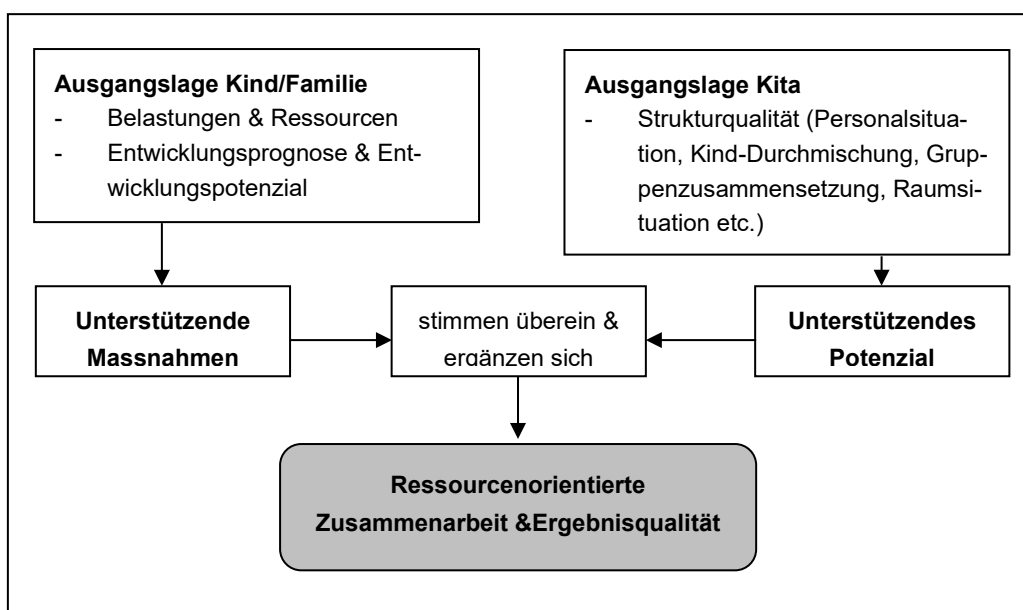 Ausgangslage Kind/Familie
- Belastungen & Ressourcen
- Entwicklungsprognose & Ent-
wicklungspotenzial
Ausgangslage Kita
- Strukturqualität (Personalsitua-
tion, Kind-Durchmischung, Grup-
penzusammensetzung, Raumsi-
tuation etc.)
Unterstützende
Massnahmen
stimmen überein &
ergänzen sich
Unterstützendes
Potenzial
Ressourcenorientierte
Zusammenarbeit &Ergebnisqualität